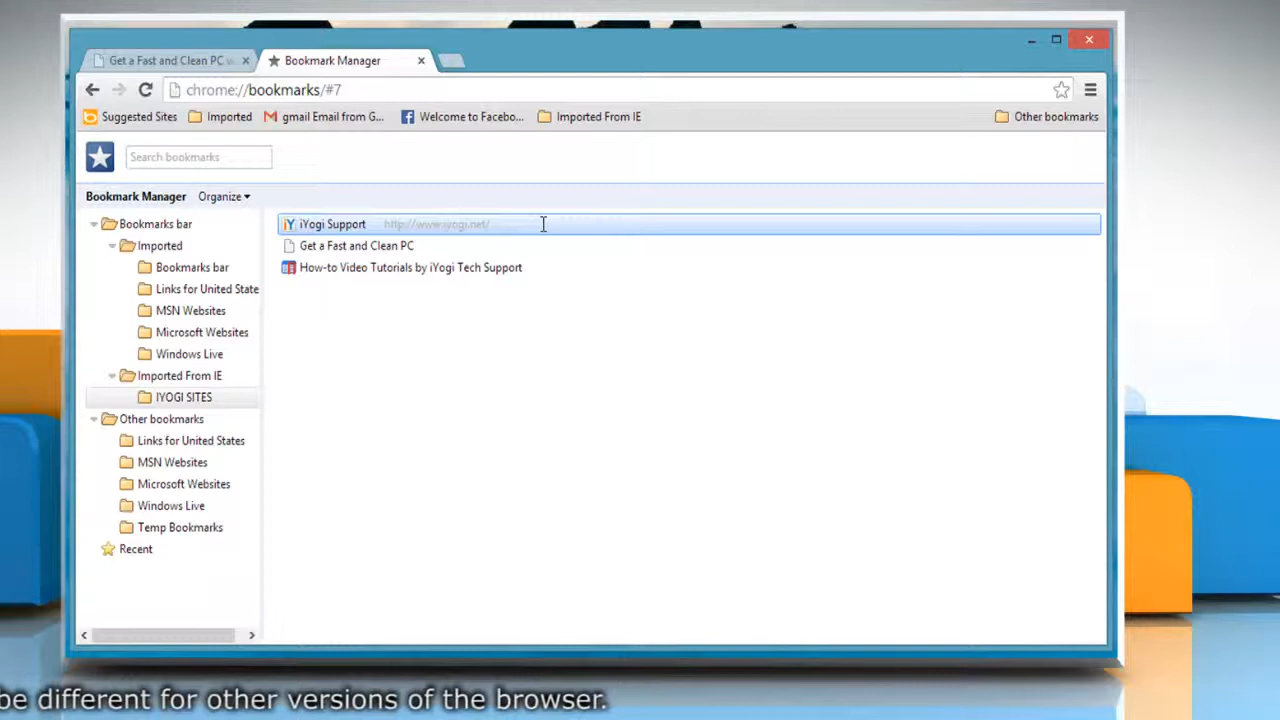 Get a Fast and Clean PC
Bookmark Manager
chrome://bookmarks/#7
Suggested Sites
Imported
gmail Email from G...
Welcome to Facebo...
Imported From IE
Other bookmarks
Search bookmarks
Bookmark Manager
Organize
Bookmarks bar
Imported
Bookmarks bar
Links for United State
MSN Websites
Microsoft Websites
Windows Live
Imported From IE
IYOGI SITES
Other bookmarks
Links for United States
MSN Websites
Microsoft Websites
Windows Live
Temp Bookmarks
Recent
iYogi Support http://www.iyogi.net/
Get a Fast and Clean PC
How-to Video Tutorials by iYogi Tech Support
be different for other versions of the browser.